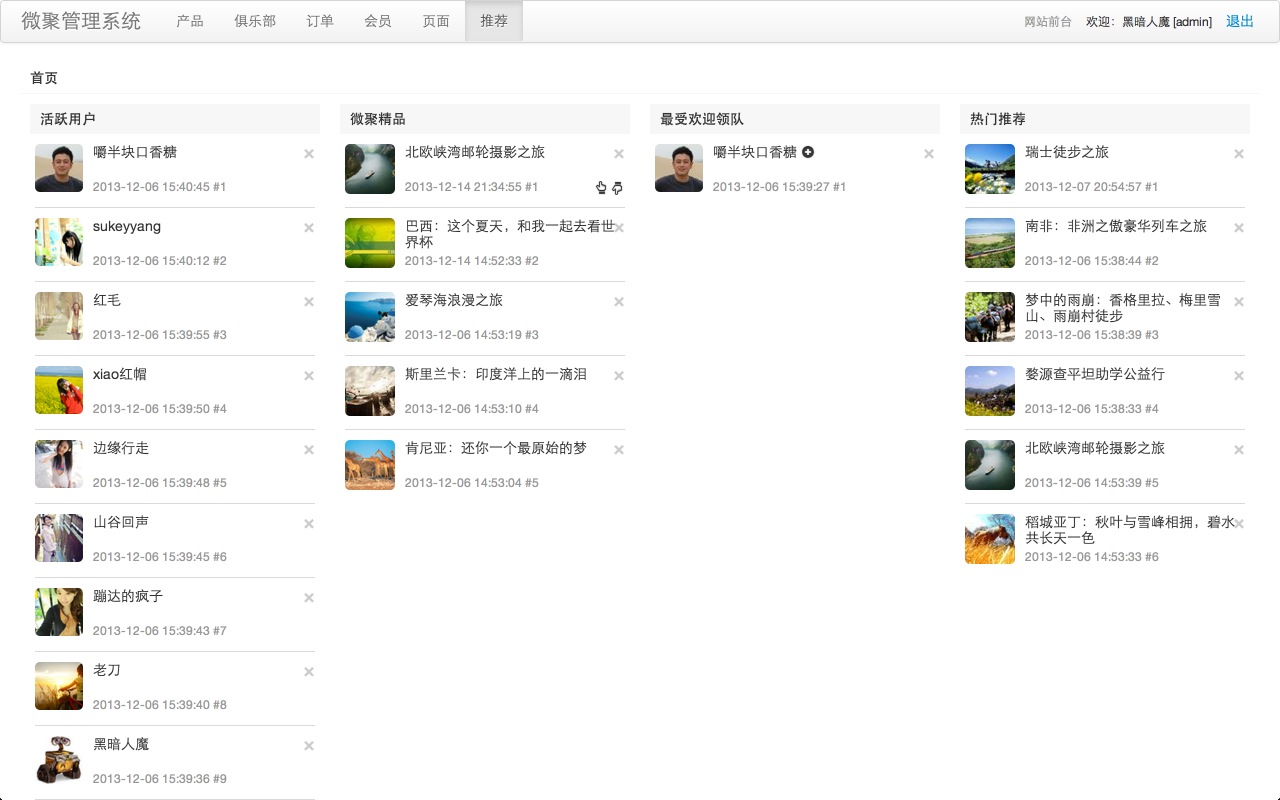 微聚管理系统 产品 俱乐部 订单 会员 页面 推荐 网站前台 欢迎：黑暗人魔 [admin] 退出
首页
活跃用户
嚼半块口香糖
2013-12-06 15:40:45 #1
sukeyyang
2013-12-06 15:40:12 #2
红毛
2013-12-06 15:39:55 #3
xiao红帽
2013-12-06 15:39:50 #4
边缘行走
2013-12-06 15:39:48 #5
山谷回声
2013-12-06 15:39:45 #6
蹦达的疯子
2013-12-06 15:39:43 #7
老刀
2013-12-06 15:39:40 #8
黑暗人魔
2013-12-06 15:39:36 #9
微聚精品
北欧峡湾邮轮摄影之旅
2013-12-14 21:34:55 #1
巴西：这个夏天，和我一起去看世
界杯
2013-12-14 14:52:33 #2
爱琴海浪漫之旅
2013-12-06 14:53:19 #3
斯里兰卡：印度洋上的一滴泪
2013-12-06 14:53:10 #4
肯尼亚：还你一个最原始的梦
2013-12-06 14:53:04 #5
最受欢迎领队
嚼半块口香糖
2013-12-06 15:39:27 #1
热门推荐
瑞士徒步之旅
2013-12-07 20:54:57 #1
南非：非洲之傲豪华列车之旅
2013-12-06 15:38:44 #2
梦中的雨崩：香格里拉、梅里雪
山、雨崩村徒步
2013-12-06 15:38:39 #3
婺源查平坦助学公益行
2013-12-06 15:38:33 #4
北欧峡湾邮轮摄影之旅
2013-12-06 14:53:39 #5
稻城亚丁：秋叶与雪峰相拥，碧水
共长天一色
2013-12-06 14:53:33 #6